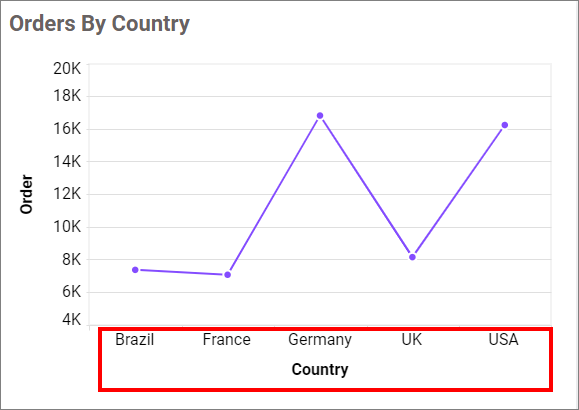 Orders By Country
20K
18K
16K
14K
12K
10K
8K
6K
4K
Order
Brazil France Germany UK USA
Country